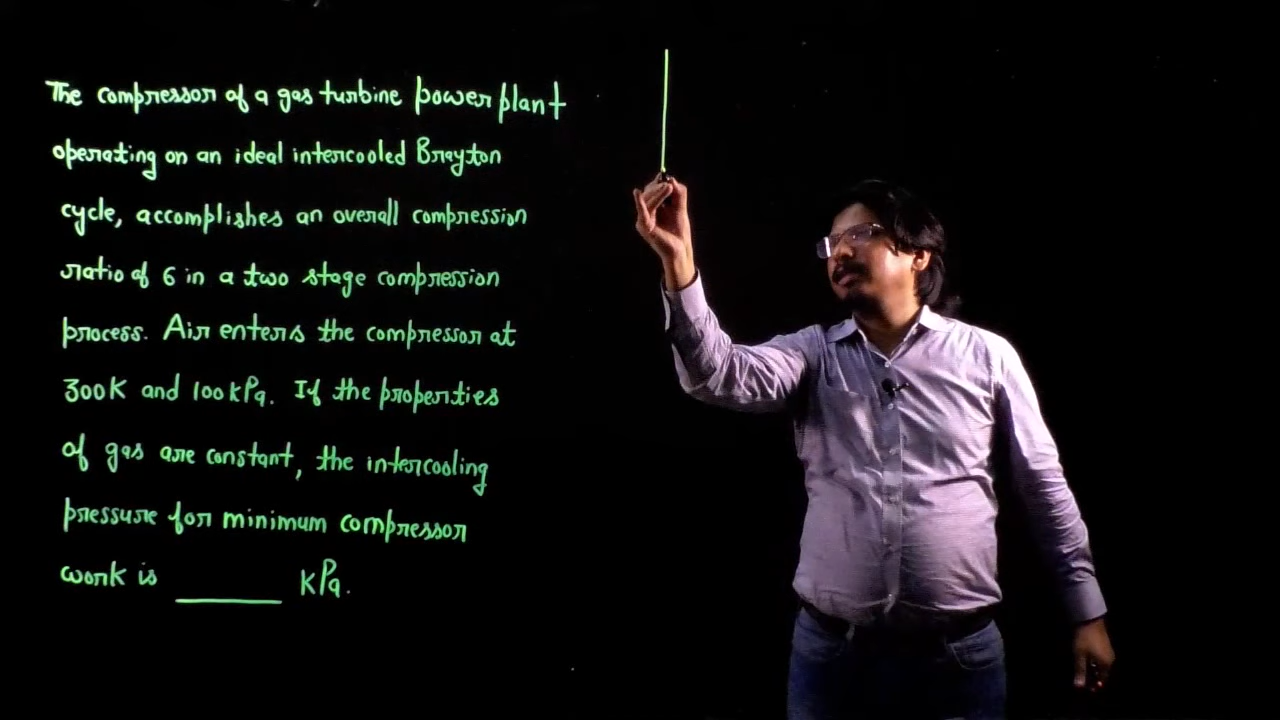 The compressor of a gas turbine power plant
operating on an ideal intercooled Brayton
cycle, accomplishes an overall compression
ratio of 6 in a two stage compression
process. Air enters the compressor at
300K and 100kPa. If the properties
of gas are constant, the intercooling
pressure for minimum compressor
work is ______ kPa.